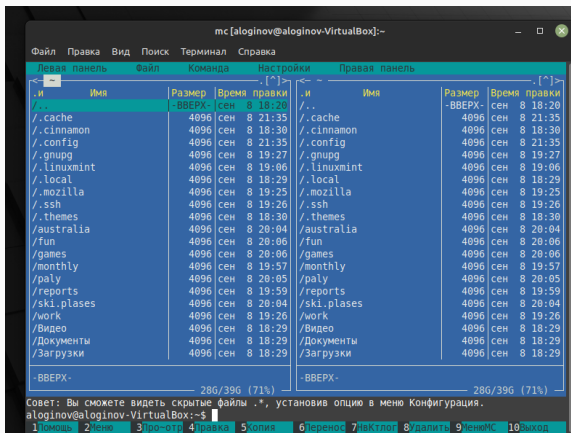 mc [aloginov@aloginov-VirtualBox]:~
Файл Правка Вид Поиск Терминал Справка
Левая панель Файл Команда Настройки Правая панель
<- ~ .[^]> <- ~ .[^]>
.и Имя Размер Время правки .и Имя Размер Время правки
/.. -ВВЕРХ- сен 8 18:20 /.. -ВВЕРХ- сен 8 18:20
/.cache 4096 сен 8 21:35 /.cache 4096 сен 8 21:35
/.cinnamon 4096 сен 8 18:30 /.cinnamon 4096 сен 8 18:30
/.config 4096 сен 8 21:35 /.config 4096 сен 8 21:35
/.gnupg 4096 сен 8 19:27 /.gnupg 4096 сен 8 19:27
/.linuxmint 4096 сен 8 19:06 /.linuxmint 4096 сен 8 19:06
/.local 4096 сен 8 18:29 /.local 4096 сен 8 18:29
/.mozilla 4096 сен 8 19:25 /.mozilla 4096 сен 8 19:25
/.ssh 4096 сен 8 19:26 /.ssh 4096 сен 8 19:26
/.themes 4096 сен 8 18:30 /.themes 4096 сен 8 18:30
/australia 4096 сен 8 20:04 /australia 4096 сен 8 20:04
/fun 4096 сен 8 20:06 /fun 4096 сен 8 20:06
/games 4096 сен 8 20:06 /games 4096 сен 8 20:06
/monthly 4096 сен 8 19:57 /monthly 4096 сен 8 19:57
/paly 4096 сен 8 20:05 /paly 4096 сен 8 20:05
/reports 4096 сен 8 19:59 /reports 4096 сен 8 19:59
/ski.plases 4096 сен 8 20:04 /ski.plases 4096 сен 8 20:04
/work 4096 сен 8 19:26 /work 4096 сен 8 19:26
/Видео 4096 сен 8 18:29 /Видео 4096 сен 8 18:29
/Документы 4096 сен 8 18:29 /Документы 4096 сен 8 18:29
/Загрузки 4096 сен 8 18:29 /Загрузки 4096 сен 8 18:29
-ВВЕРХ- -ВВЕРХ-
28G/39G (71%) 28G/39G (71%)
Совет: Вы сможете видеть скрытые файлы .*, установив опцию в меню Конфигурация.
aloginov@aloginov-VirtualBox:~$
1Помощь 2Меню 3Про~отр 4Правка 5Копия 6Перенос 7НвКтлог 8Удалить 9МенюМС 10Выход